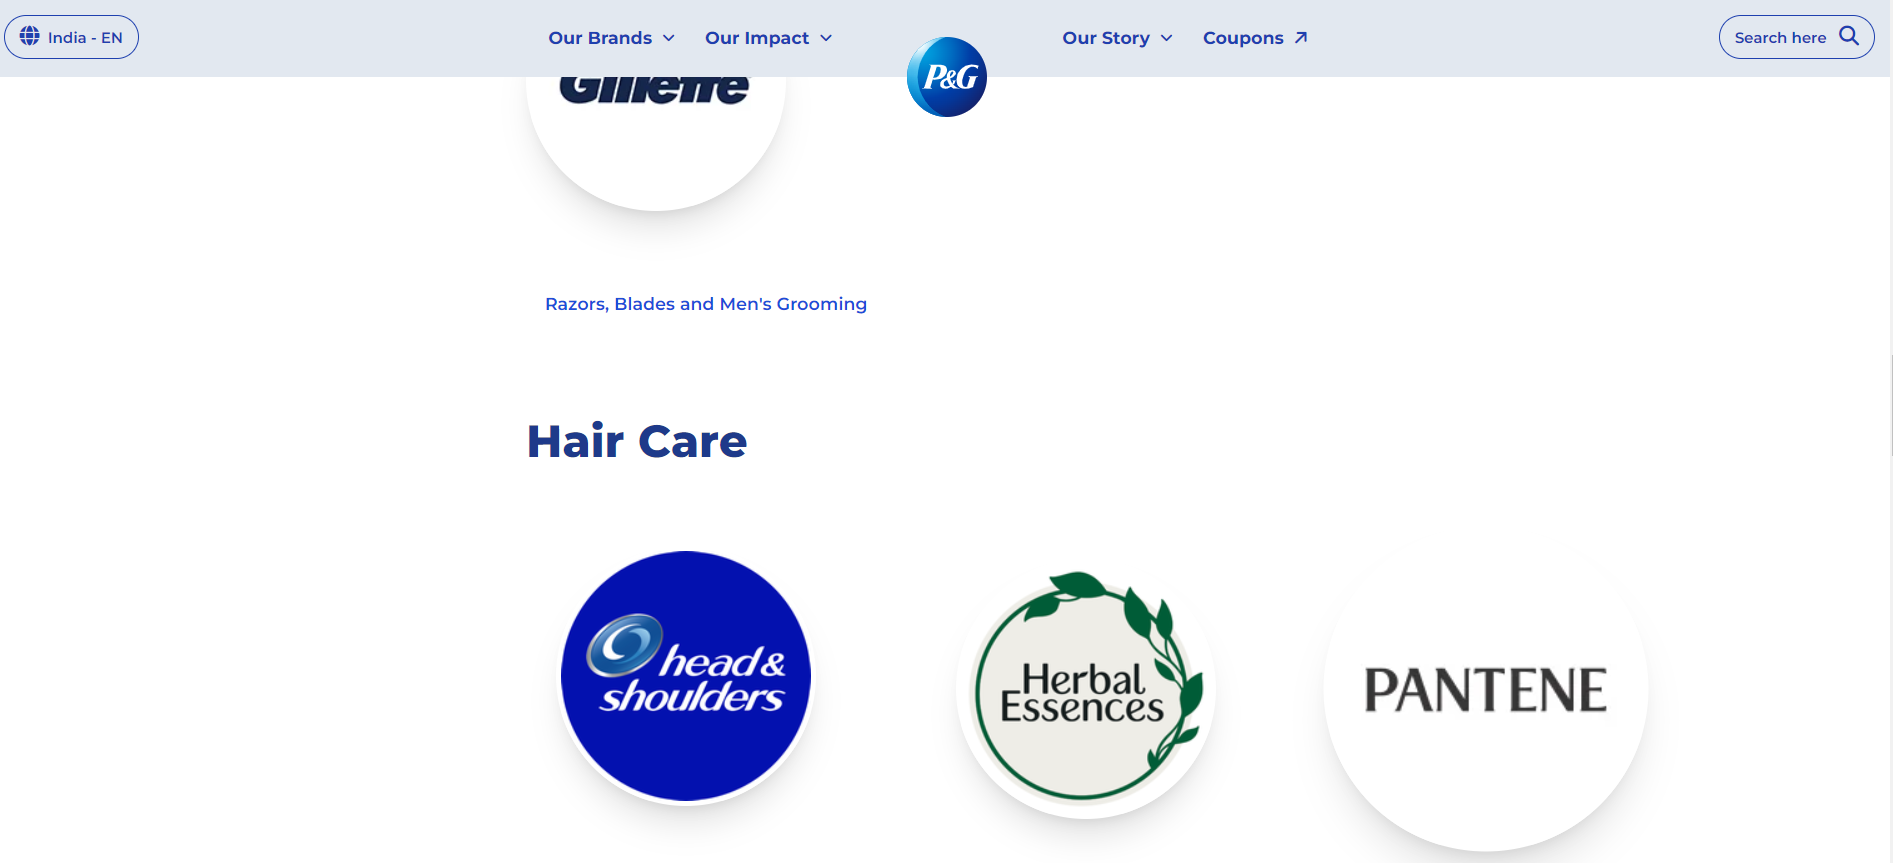 India - EN
Our Brands
Our Impact
P&G
Our Story
Coupons
Search here
Gillette
Razors, Blades and Men's Grooming
Hair Care
head &
shoulders
Herbal
Essences
PANTENE